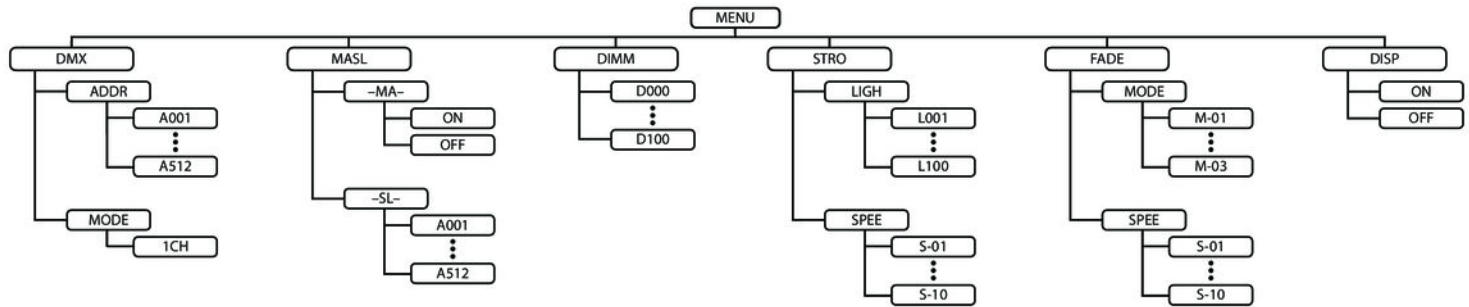 MENU
DMX
ADDR
A001
A512
MODE
1CH
MASL
–MA–
ON
OFF
–SL–
A001
A512
DIMM
D000
D100
STRO
LIGH
L001
L100
SPEE
S-01
S-10
FADE
MODE
M-01
M-03
SPEE
S-01
S-10
DISP
ON
OFF